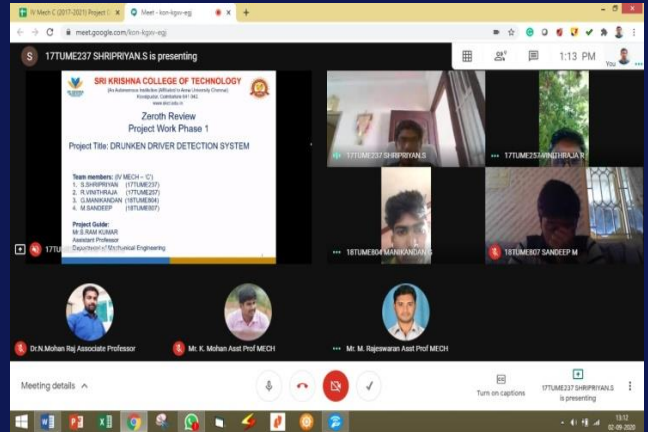 IV Mech C (2017-2021) Project
Meet - kon-kgxv-egj
meet.google.com/kon-kgxv-egj
S 17TUME237 SHRIPRIYAN.S is presenting
1:13 PM
You
SRI KRISHNA COLLEGE OF TECHNOLOGY
Zeroth Review
Project Work Phase 1
Project Title: DRUNKEN DRIVER DETECTION SYSTEM
Team members: (IV MECH – 'C')
1. S.SHRIPRIYAN (17TUME237)
2. R.VINITHRAJA (17TUME257)
3. G.MANIKANDAN (18TUME804)
4. M.SANDEEP (18TUME807)
Project Guide:
Mr.S.RAM KUMAR
Assistant Professor
Department of Mechanical Engineering
17TUME237 SHRIPRIYAN.S
17TUME257-VINITHRAJA R
18TUME804 MANIKANDAN
18TUME807 SANDEEP M
Dr.N.Mohan Raj Associate Professor
Mr. K. Mohan Asst Prof MECH
Mr. M. Rajeswaran Asst Prof MECH
Meeting details
Turn on captions
17TUME237 SHRIPRIYAN.S
is presenting
13:12
02-09-2020